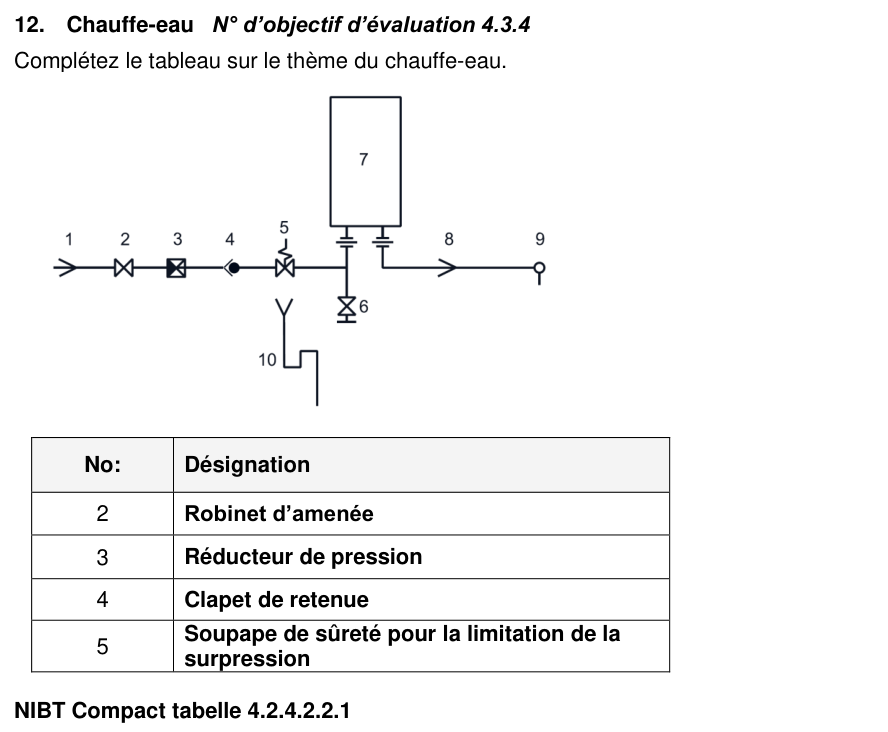 12. Chauffe-eau N° d’objectif d’évaluation 4.3.4
Complétez le tableau sur le thème du chauffe-eau.
7
5
1 2 3 4 8 9
6
10
No: Désignation
2 Robinet d’amenée
3 Réducteur de pression
4 Clapet de retenue
5 Soupape de sûreté pour la limitation de la
surpression
NIBT Compact tabelle 4.2.4.2.2.1